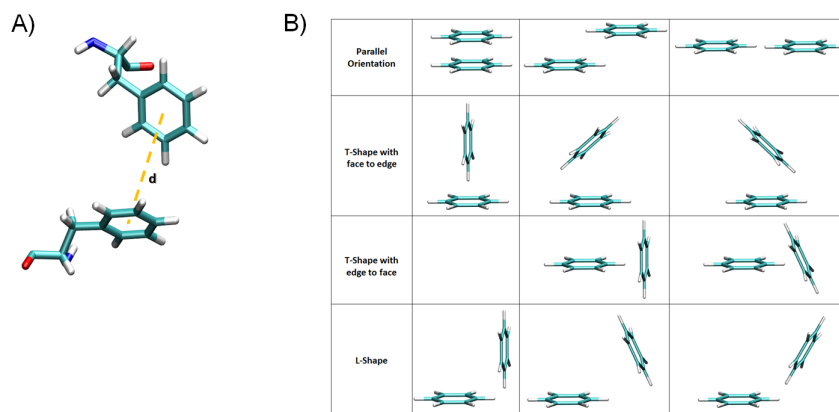 A)
d
B)
Parallel
Orientation
T-Shape with
face to edge
T-Shape with
edge to face
L-Shape